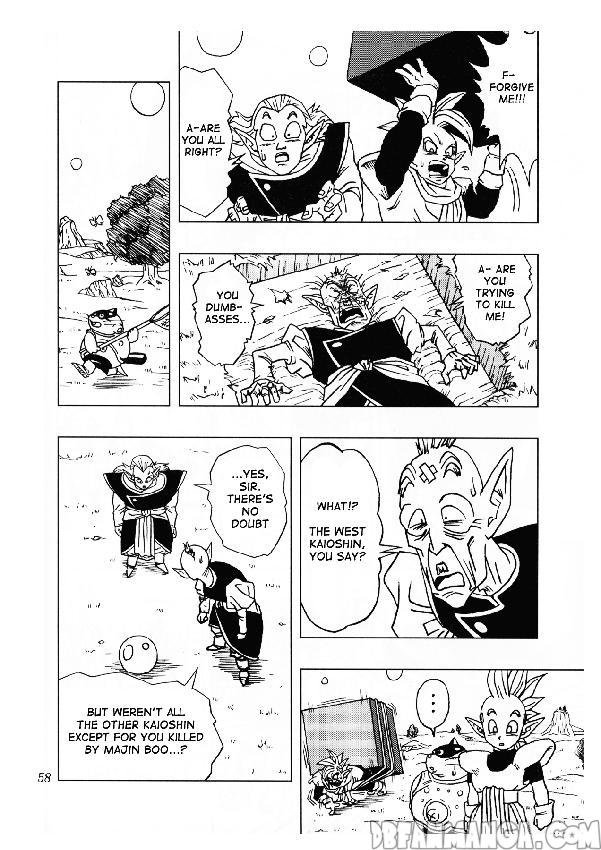 F-
FORGIVE
ME!!!
A-ARE
YOU ALL
RIGHT?
A- ARE
YOU
TRYING
TO KILL
ME!
YOU
DUMB-
ASSES...
WHAT!?
THE WEST
KAIOSHIN,
YOU SAY?
...YES,
SIR.
THERE'S
NO
DOUBT
BUT WEREN'T ALL
THE OTHER KAIOSHIN
EXCEPT FOR YOU KILLED
BY MAJIN BOO...?
...
58
DBFANMANGA.COM